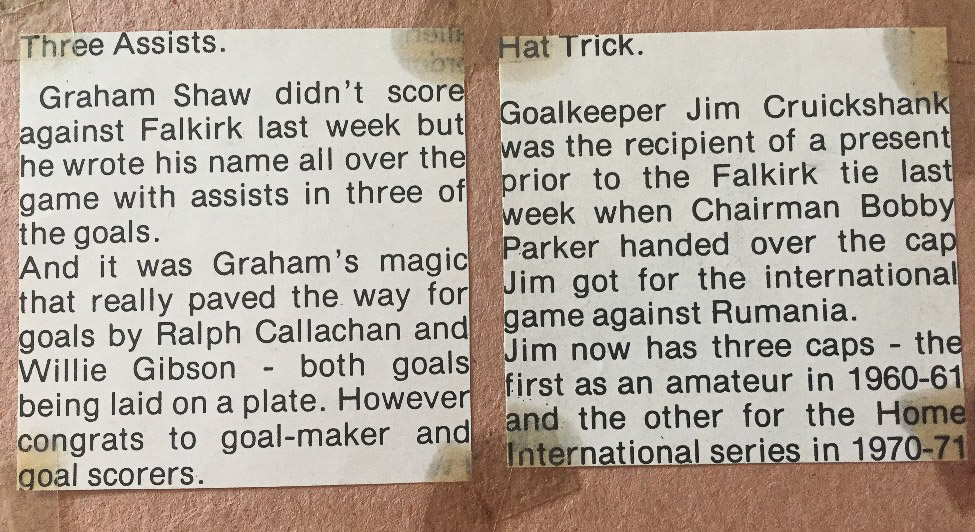 Three Assists.
Graham Shaw didn't score
against Falkirk last week but
he wrote his name all over the
game with assists in three of
the goals.
And it was Graham's magic
that really paved the way for
goals by Ralph Callachan and
Willie Gibson - both goals
being laid on a plate. However
congrats to goal-maker and
goal scorers.
Hat Trick.
Goalkeeper Jim Cruickshank
was the recipient of a present
prior to the Falkirk tie last
week when Chairman Bobby
Parker handed over the cap
Jim got for the international
game against Rumania.
Jim now has three caps - the
first as an amateur in 1960-61
and the other for the Home
International series in 1970-71